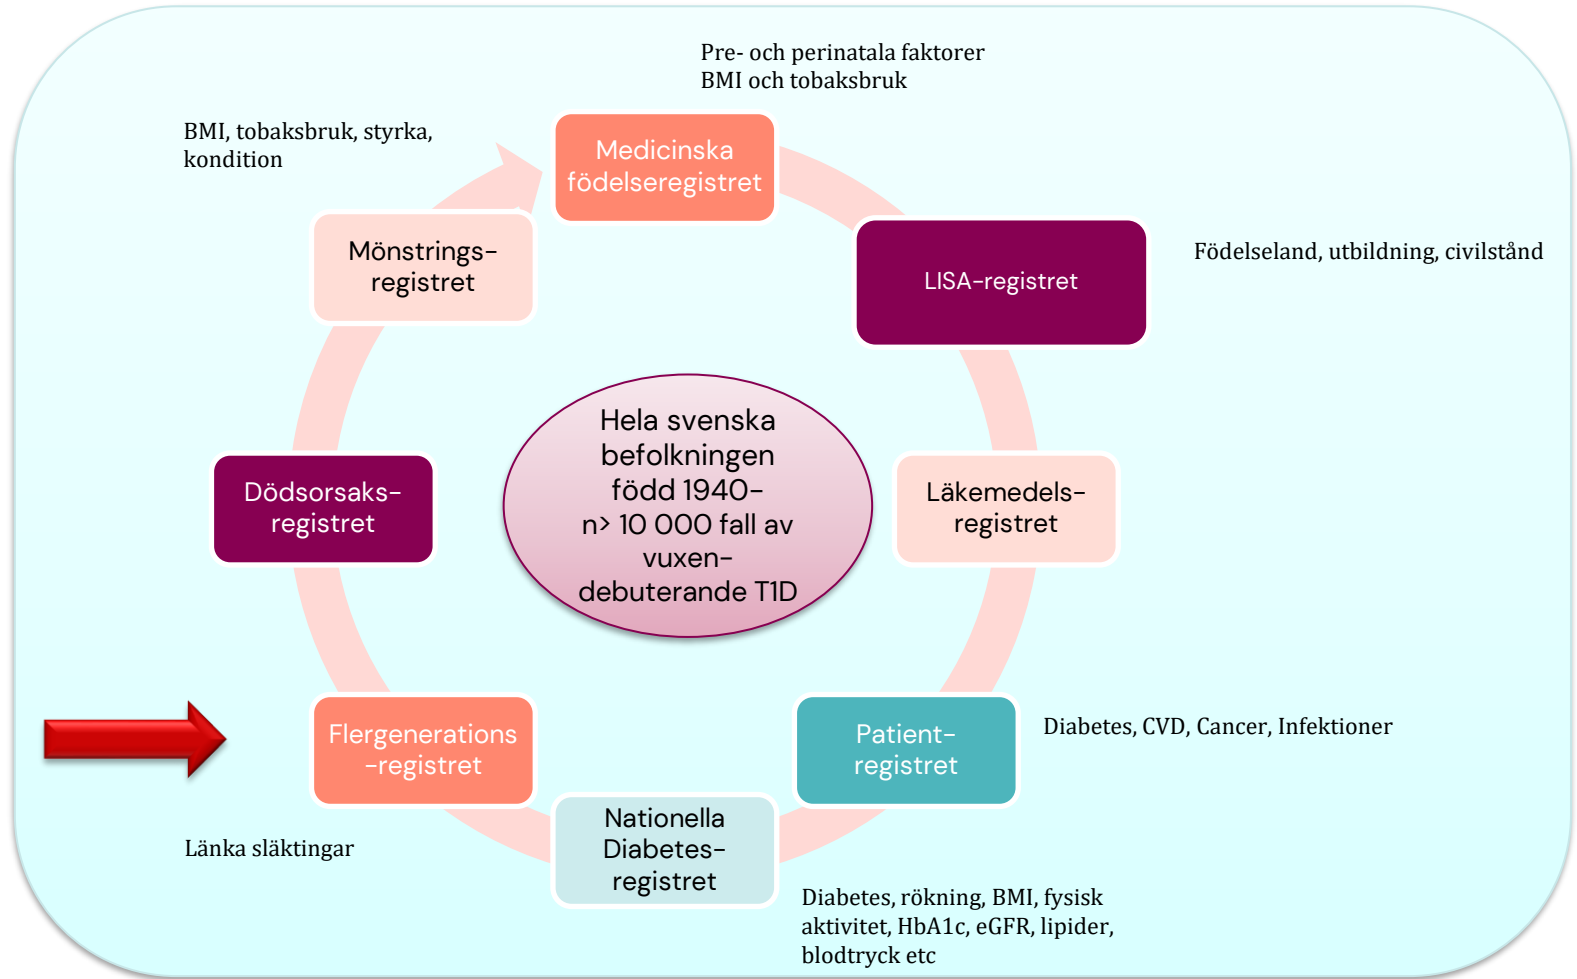 Pre- och perinatala faktorer
BMI och tobaksbruk
BMI, tobaksbruk, styrka,
kondition
Medicinska
födelseregistret
Mönstrings-
registret
LISA-registret
Födelseland, utbildning, civilstånd
Hela svenska
befolkningen
född 1940-
n> 10 000 fall av
vuxen-
debuterande T1D
Dödsorsaks-
registret
Läkemedels-
registret
Flergenerations
-registret
Patient-
registret
Diabetes, CVD, Cancer, Infektioner
Länka släktingar
Nationella
Diabetes-
registret
Diabetes, rökning, BMI, fysisk
aktivitet, HbA1c, eGFR, lipider,
blodtryck etc